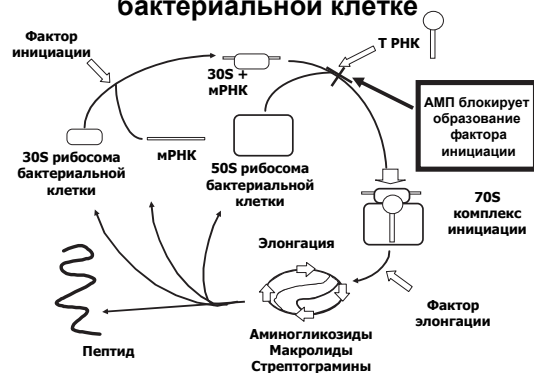 бактериальной клетке
Фактор
инициации
Т РНК
30S +
мРНК
АМП блокирует
образование
фактора
инициации
30S рибосома
бактериальной
клетки
мРНК
50S рибосома
бактериальной
клетки
70S
комплекс
инициации
Элонгация
Фактор
элонгации
Пептид
Аминогликозиды
Макролиды
Стрептограмины